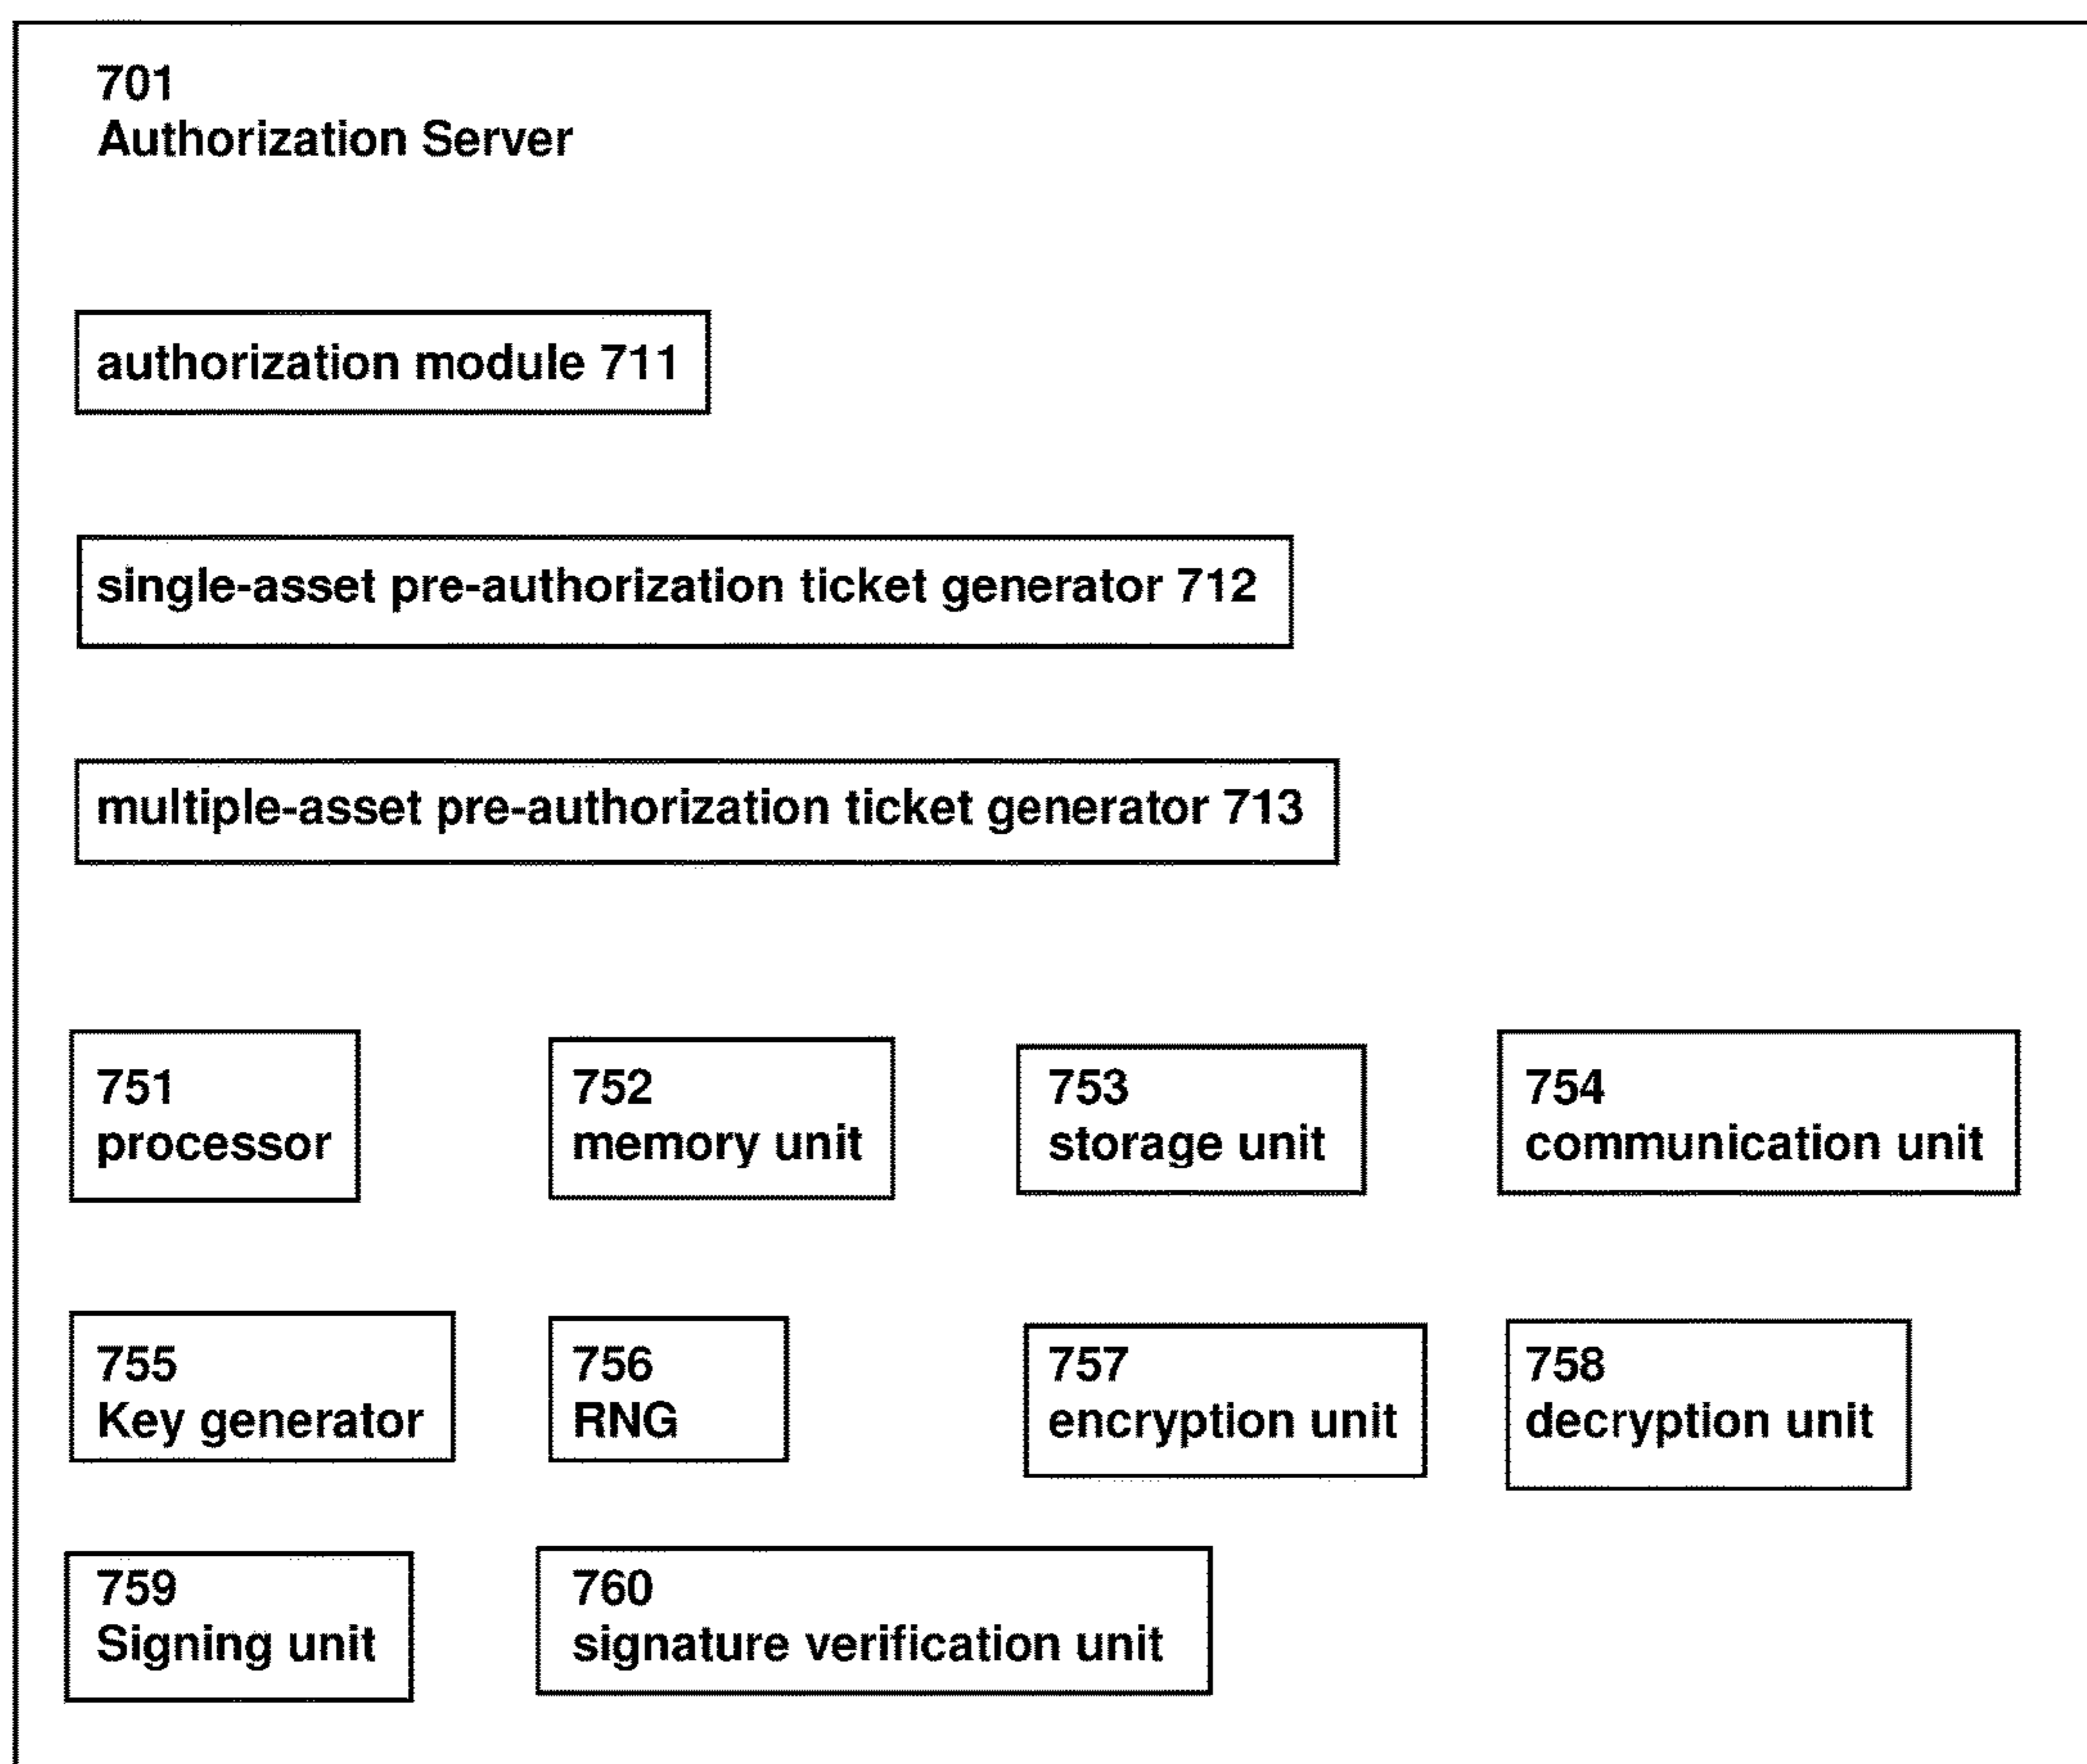 701
Authorization Server
authorization module 711
single-asset pre-authorization ticket generator 712
multiple-asset pre-authorization ticket generator 713
751
processor
752
memory unit
753
storage unit
754
communication unit
755
Key generator
756
RNG
757
encryption unit
758
decryption unit
759
Signing unit
760
signature verification unit